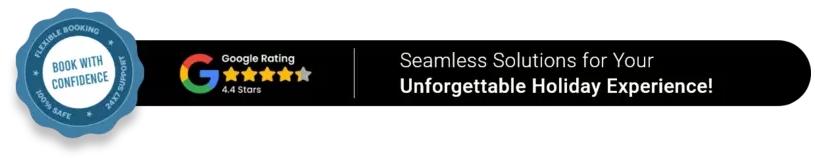 FLEXIBLE BOOKING
BOOK WITH
CONFIDENCE
100% SAFE
24X7 SUPPORT
Google Rating
4.4 Stars
Seamless Solutions for Your
Unforgettable Holiday Experience!